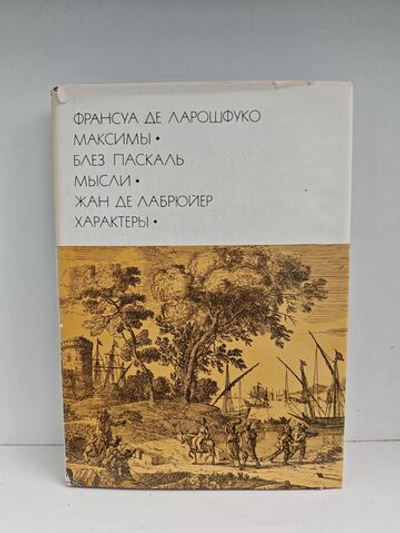 ФРАНСУА ДЕ ЛАРОШФУКО
МАКСИМЫ •
БЛЕЗ ПАСКАЛЬ
МЫСЛИ •
ЖАН ДЕ ЛАБРЮЙЕР
ХАРАКТЕРЫ •